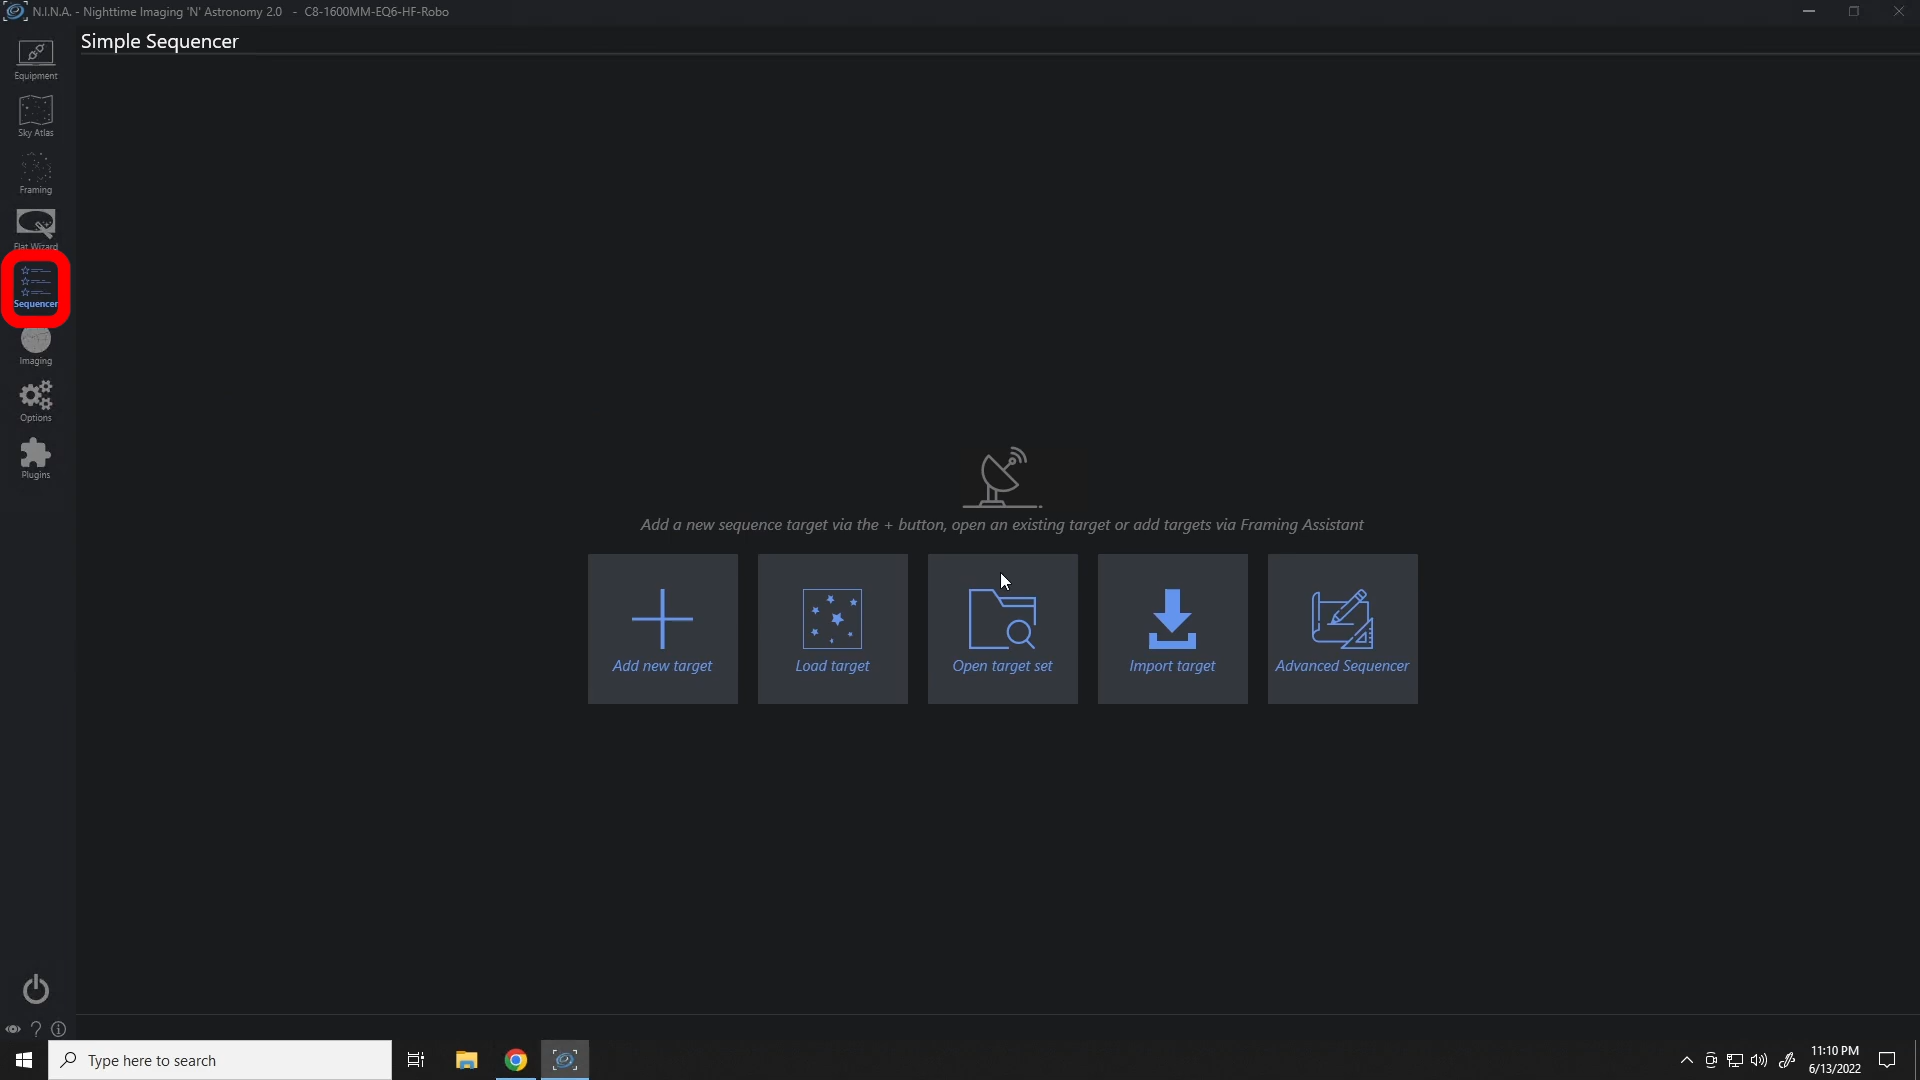 N.I.N.A. - Nighttime Imaging 'N' Astronomy 2.0 - C8-1600MM-EQ6-HF-Robo
Simple Sequencer
Equipment
Sky Atlas
Framing
Flat Wizard
Sequencer
Imaging
Options
Plugins
Add a new sequence target via the + button, open an existing target or add targets via Framing Assistant
Add new target
Load target
Open target set
Import target
Advanced Sequencer
Type here to search
11:10 PM
6/13/2022